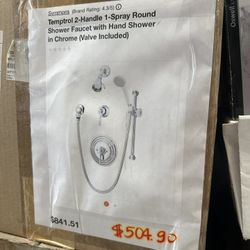 Symmons (Brand Rating: 4.3/5)
Temptrol 2-Handle 1-Spray Round
Shower Faucet with Hand Shower
in Chrome (Valve Included)
$841.51
$504.90